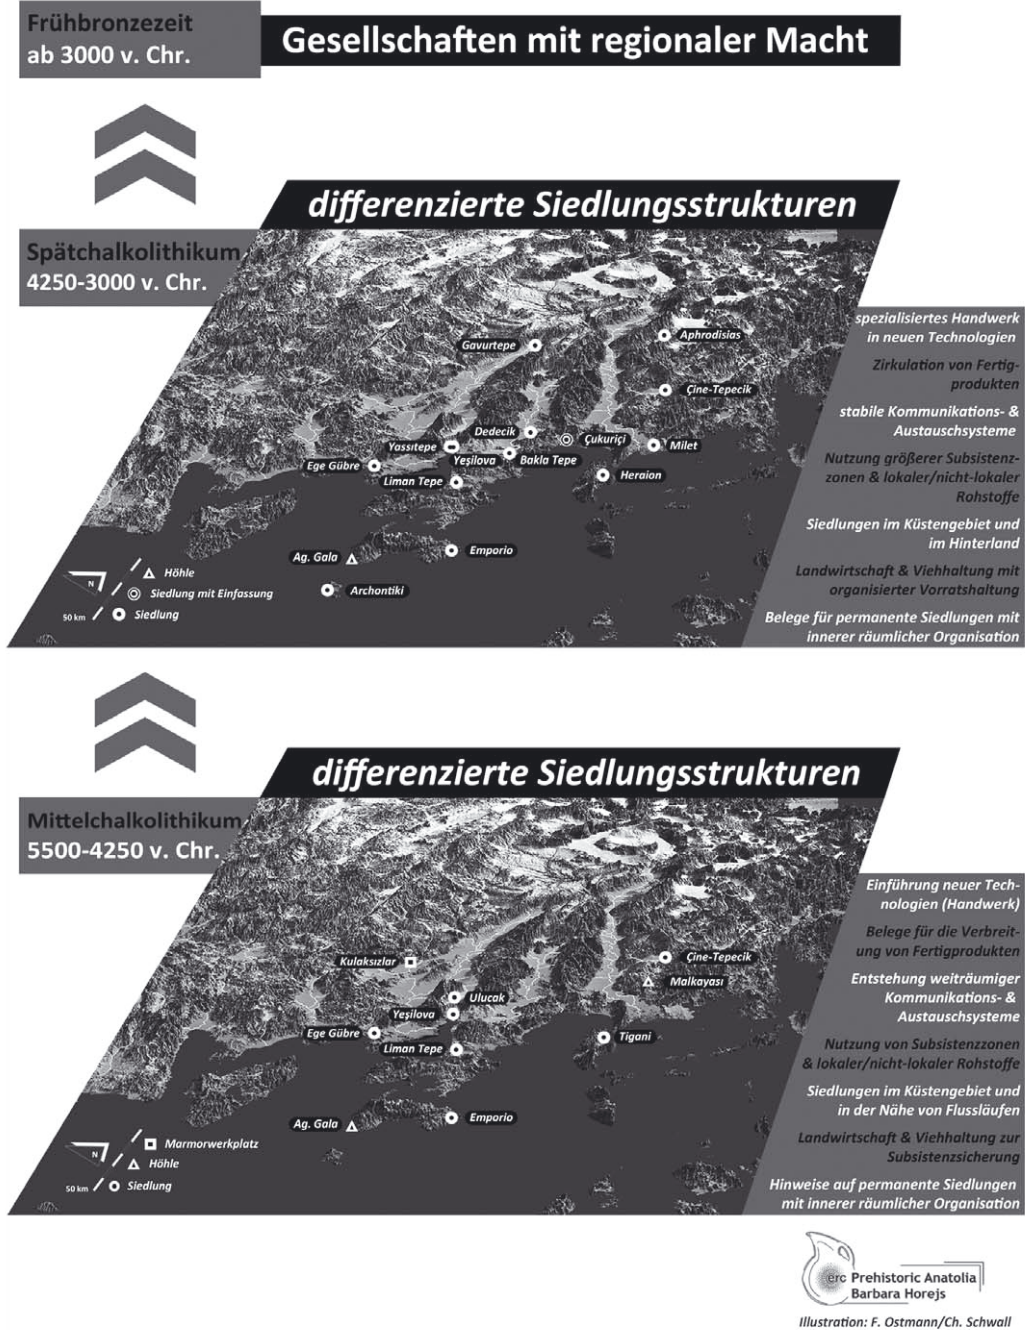 Frühbronzezeit
ab 3000 v. Chr.
Gesellschaften mit regionaler Macht
differenzierte Siedlungsstrukturen
Spätchalkolithikum
4250-3000 v. Chr.
Gavurtepe
Aphrodisias
Çine-Tepecik
Dedecik
Çukuriçi
Milet
Yassıtepe
Yeşilova
Bakla Tepe
Ege Gübre
Liman Tepe
Heraion
Ag. Gala
Emporio
Archontiki
N
50 km
Höhle
Siedlung mit Einfassung
Siedlung
spezialisiertes Handwerk
in neuen Technologien
Zirkulation von Fertig-
produkten
stabile Kommunikations- &
Austauschsysteme
Nutzung größerer Subsistenz-
zonen & lokaler/nicht-lokaler
Rohstoffe
Siedlungen im Küstengebiet und
im Hinterland
Landwirtschaft & Viehhaltung mit
organisierter Vorratshaltung
Belege für permanente Siedlungen mit
innerer räumlicher Organisation
differenzierte Siedlungsstrukturen
Mittelchalkolithikum
5500-4250 v. Chr.
Kulaksızlar
Çine-Tepecik
Malkayası
Ulucak
Yeşilova
Ege Gübre
Liman Tepe
Tigani
Ag. Gala
Emporio
N
50 km
Marmorwerkplatz
Höhle
Siedlung
Einführung neuer Tech-
nologien (Handwerk)
Belege für die Verbreit-
ung von Fertigprodukten
Entstehung weiträumiger
Kommunikations- &
Austauschsysteme
Nutzung von Subsistenzzonen
& lokaler/nicht-lokaler Rohstoffe
Siedlungen im Küstengebiet und
in der Nähe von Flussläufen
Landwirtschaft & Viehhaltung zur
Subsistenzsicherung
Hinweise auf permanente Siedlungen
mit innerer räumlicher Organisation
erc Prehistoric Anatolia
Barbara Horejs
Illustration: F. Ostmann/Ch. Schwall